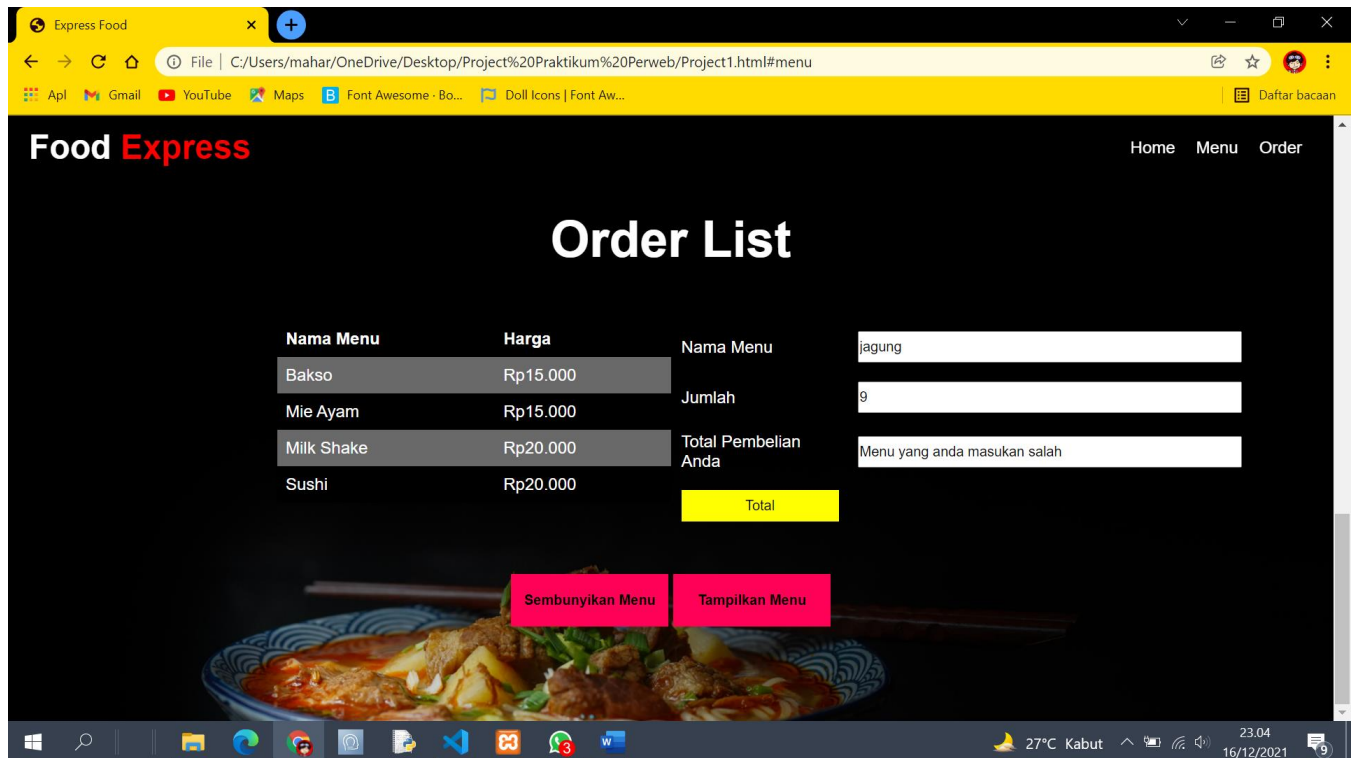 Express Food
File C:/Users/mahar/OneDrive/Desktop/Project%20Praktikum%20Perweb/Project1.html#menu
Apl Gmail YouTube Maps B Font Awesome · Bo... Doll Icons | Font Aw... Daftar bacaan
Food Express Home Menu Order
Order List
Nama Menu Harga
Bakso Rp15.000
Mie Ayam Rp15.000
Milk Shake Rp20.000
Sushi Rp20.000
Nama Menu jagung
Jumlah 9
Total Pembelian
Anda
Menu yang anda masukan salah
Total
Sembunyikan Menu Tampilkan Menu
27°C Kabut
23.04
16/12/2021
3
9